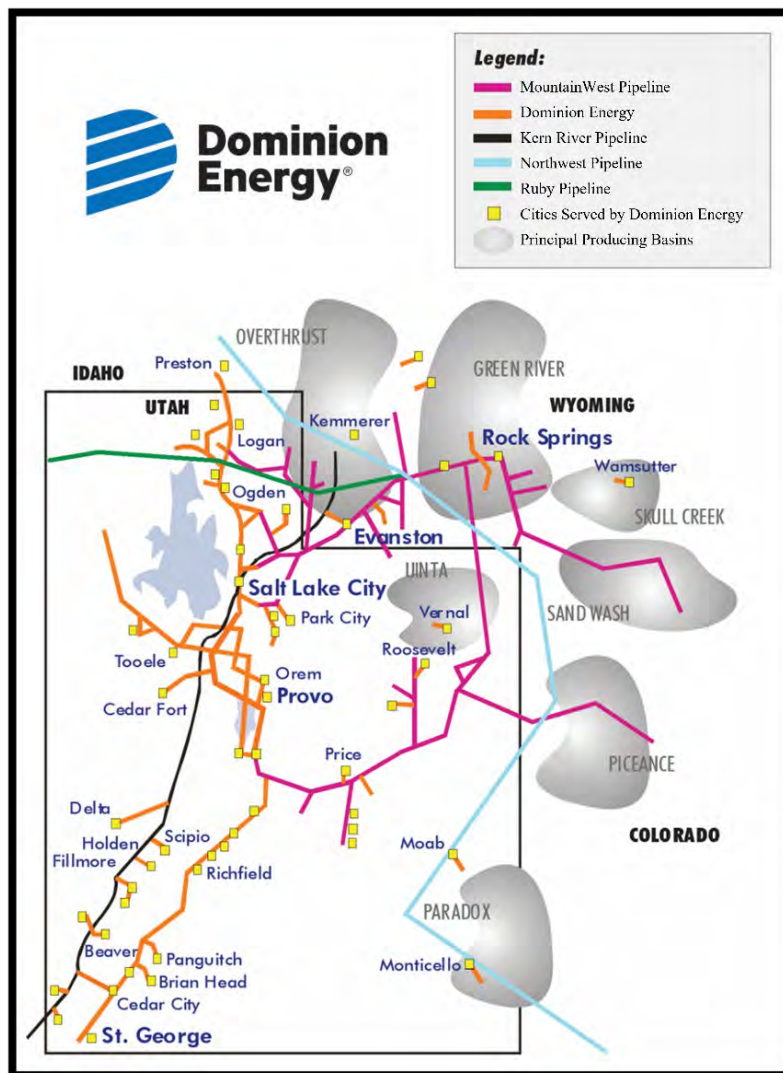 Legend:
MountainWest Pipeline
Dominion Energy
Kern River Pipeline
Northwest Pipeline
Ruby Pipeline
Cities Served by Dominion Energy
Principal Producing Basins
Dominion
Energy®
OVERTHRUST
Preston
GREEN RIVER
IDAHO
WYOMING
UTAH
Kemmerer
Rock Springs
Logan
Wamsutter
Ogden
SKULL CREEK
Evanston
UINTA
Salt Lake City
SAND WASH
Park City
Vernal
Roosevelt
Tooele
Orem
Provo
Cedar Fort
Price
PICEANCE
Delta
COLORADO
Holden
Scipio
Moab
Fillmore
Richfield
PARADOX
Beaver
Panguitch
Monticello
Brian Head
Cedar City
St. George